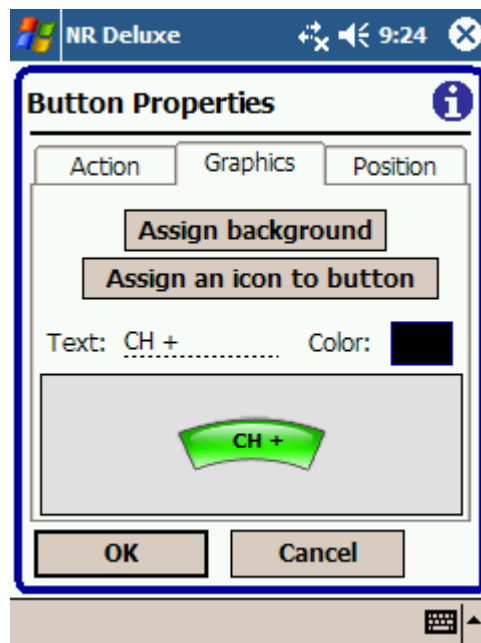 NR Deluxe 9:24
Button Properties
Action Graphics Position
Assign background
Assign an icon to button
Text: CH + Color:
CH +
OK Cancel